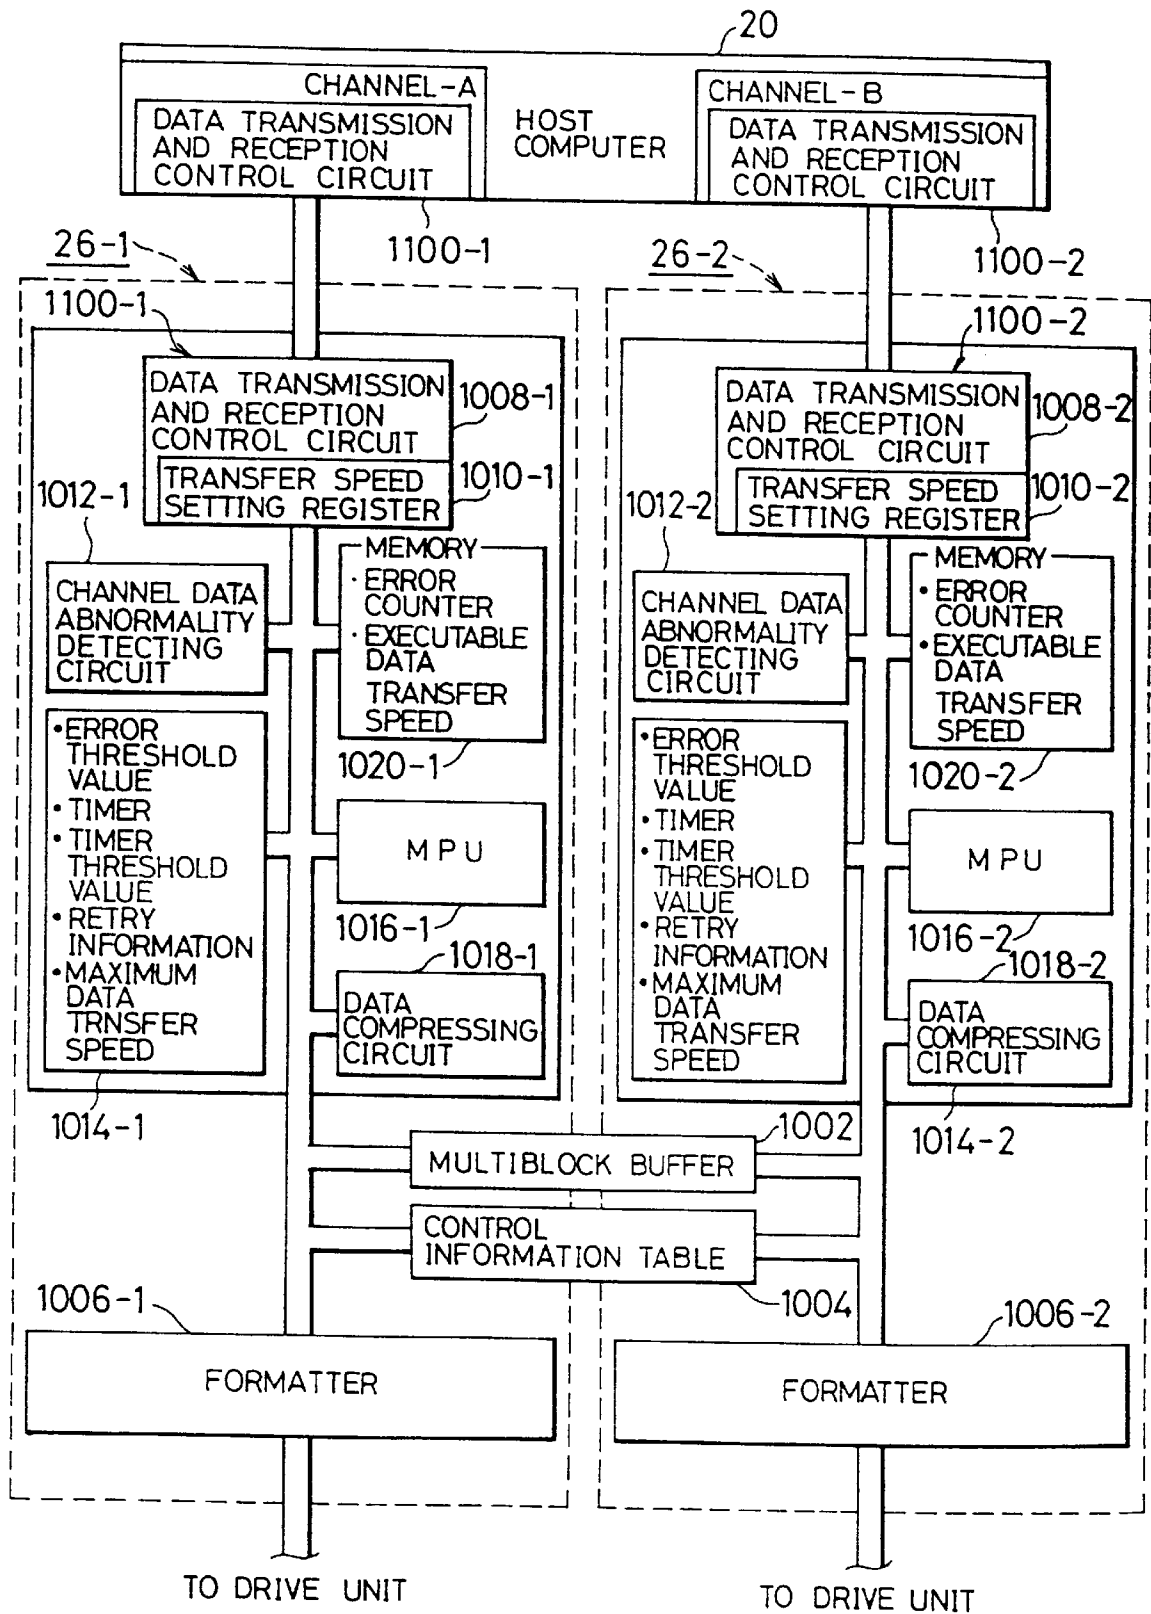 20
CHANNEL-A
DATA TRANSMISSION
AND RECEPTION
CONTROL CIRCUIT
HOST
COMPUTER
CHANNEL-B
DATA TRANSMISSION
AND RECEPTION
CONTROL CIRCUIT
1100-1
1100-2
26-1
26-2
1100-1
DATA TRANSMISSION
AND RECEPTION
CONTROL CIRCUIT
1008-1
TRANSFER SPEED
SETTING REGISTER
1010-1
1012-1
CHANNEL DATA
ABNORMALITY
DETECTING
CIRCUIT
MEMORY
· ERROR
COUNTER
· EXECUTABLE
DATA
TRANSFER
SPEED
1020-1
• ERROR
THRESHOLD
VALUE
• TIMER
• TIMER
THRESHOLD
VALUE
• RETRY
INFORMATION
• MAXIMUM
DATA
TRNSFER
SPEED
1014-1
MPU
1016-1
1018-1
DATA
COMPRESSING
CIRCUIT
1100-2
DATA TRANSMISSION
AND RECEPTION
CONTROL CIRCUIT
1008-2
TRANSFER SPEED
SETTING REGISTER
1010-2
1012-2
CHANNEL DATA
ABNORMALITY
DETECTING
CIRCUIT
MEMORY
• ERROR
COUNTER
• EXECUTABLE
DATA
TRANSFER
SPEED
1020-2
• ERROR
THRESHOLD
VALUE
• TIMER
• TIMER
THRESHOLD
VALUE
• RETRY
INFORMATION
• MAXIMUM
DATA
TRANSFER
SPEED
MPU
1016-2
1018-2
DATA
COMPRESSING
CIRCUIT
1014-2
1002
MULTIBLOCK BUFFER
CONTROL
INFORMATION TABLE
1004
1006-1
FORMATTER
1006-2
FORMATTER
TO DRIVE UNIT
TO DRIVE UNIT